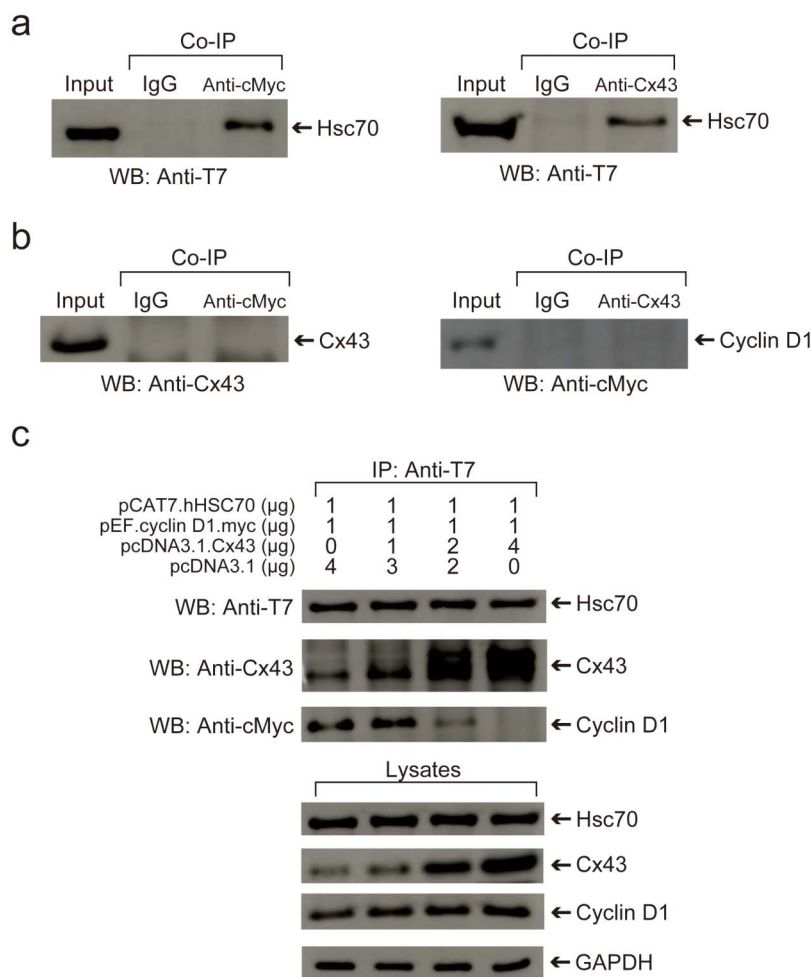 a
Co-IP
Input IgG Anti-cMyc
← Hsc70
WB: Anti-T7
Co-IP
Input IgG Anti-Cx43
← Hsc70
WB: Anti-T7
b
Co-IP
Input IgG Anti-cMyc
← Cx43
WB: Anti-Cx43
Co-IP
Input IgG Anti-Cx43
← Cyclin D1
WB: Anti-cMyc
c
IP: Anti-T7
pCAT7.hHSC70 (µg) 1 1 1 1
pEF.cyclin D1.myc (µg) 1 1 1 1
pcDNA3.1.Cx43 (µg) 0 1 2 4
pcDNA3.1 (µg) 4 3 2 0
WB: Anti-T7 ← Hsc70
WB: Anti-Cx43 ← Cx43
WB: Anti-cMyc ← Cyclin D1
Lysates
← Hsc70
← Cx43
← Cyclin D1
← GAPDH